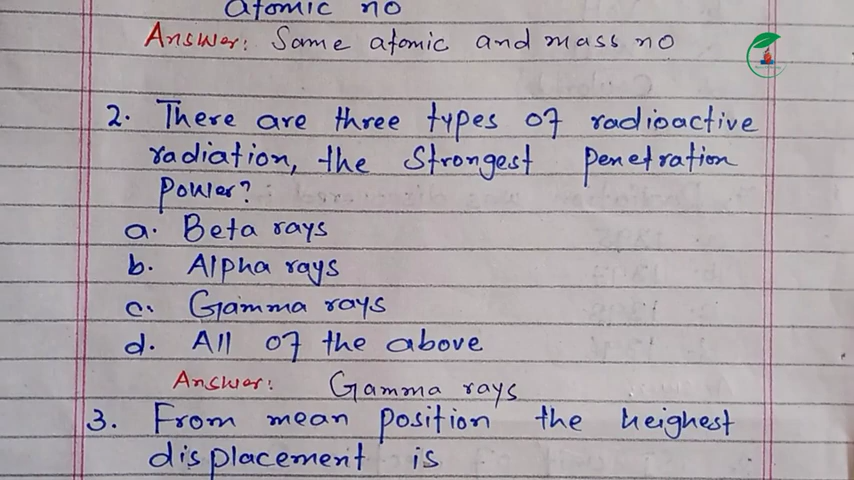 atomic no
Answer: Same atomic and mass no
2. There are three types of radioactive
radiation, the strongest penetration
power?
a. Beta rays
b. Alpha rays
c. Gamma rays
d. All of the above
Answer: Gamma rays
3. From mean position the heighest
displacement is